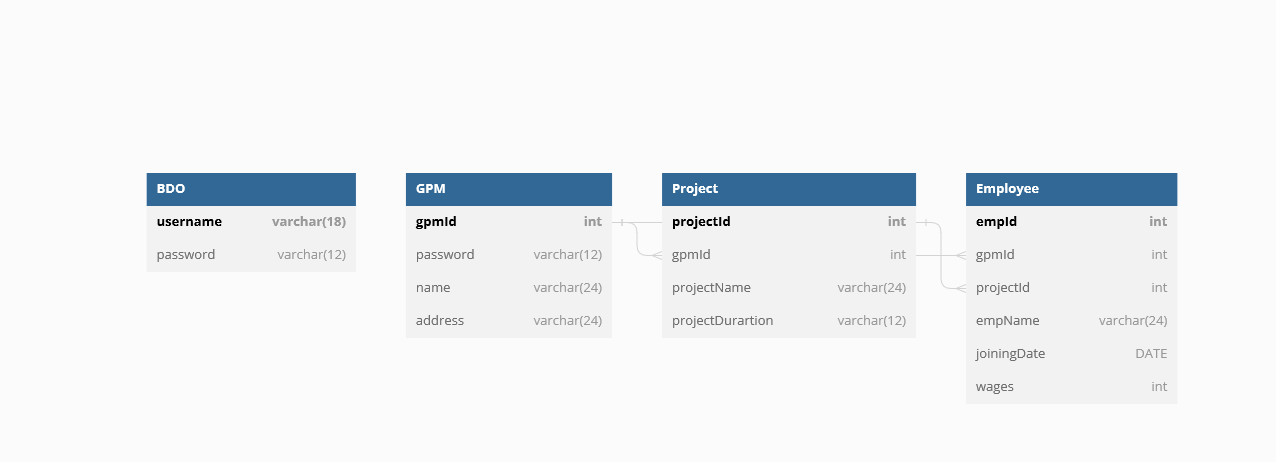 BDO
username varchar(18)
password varchar(12)
GPM
gpmId int
password varchar(12)
name varchar(24)
address varchar(24)
Project
projectId int
gpmId int
projectName varchar(24)
projectDurartion varchar(12)
Employee
empId int
gpmId int
projectId int
empName varchar(24)
joiningDate DATE
wages int